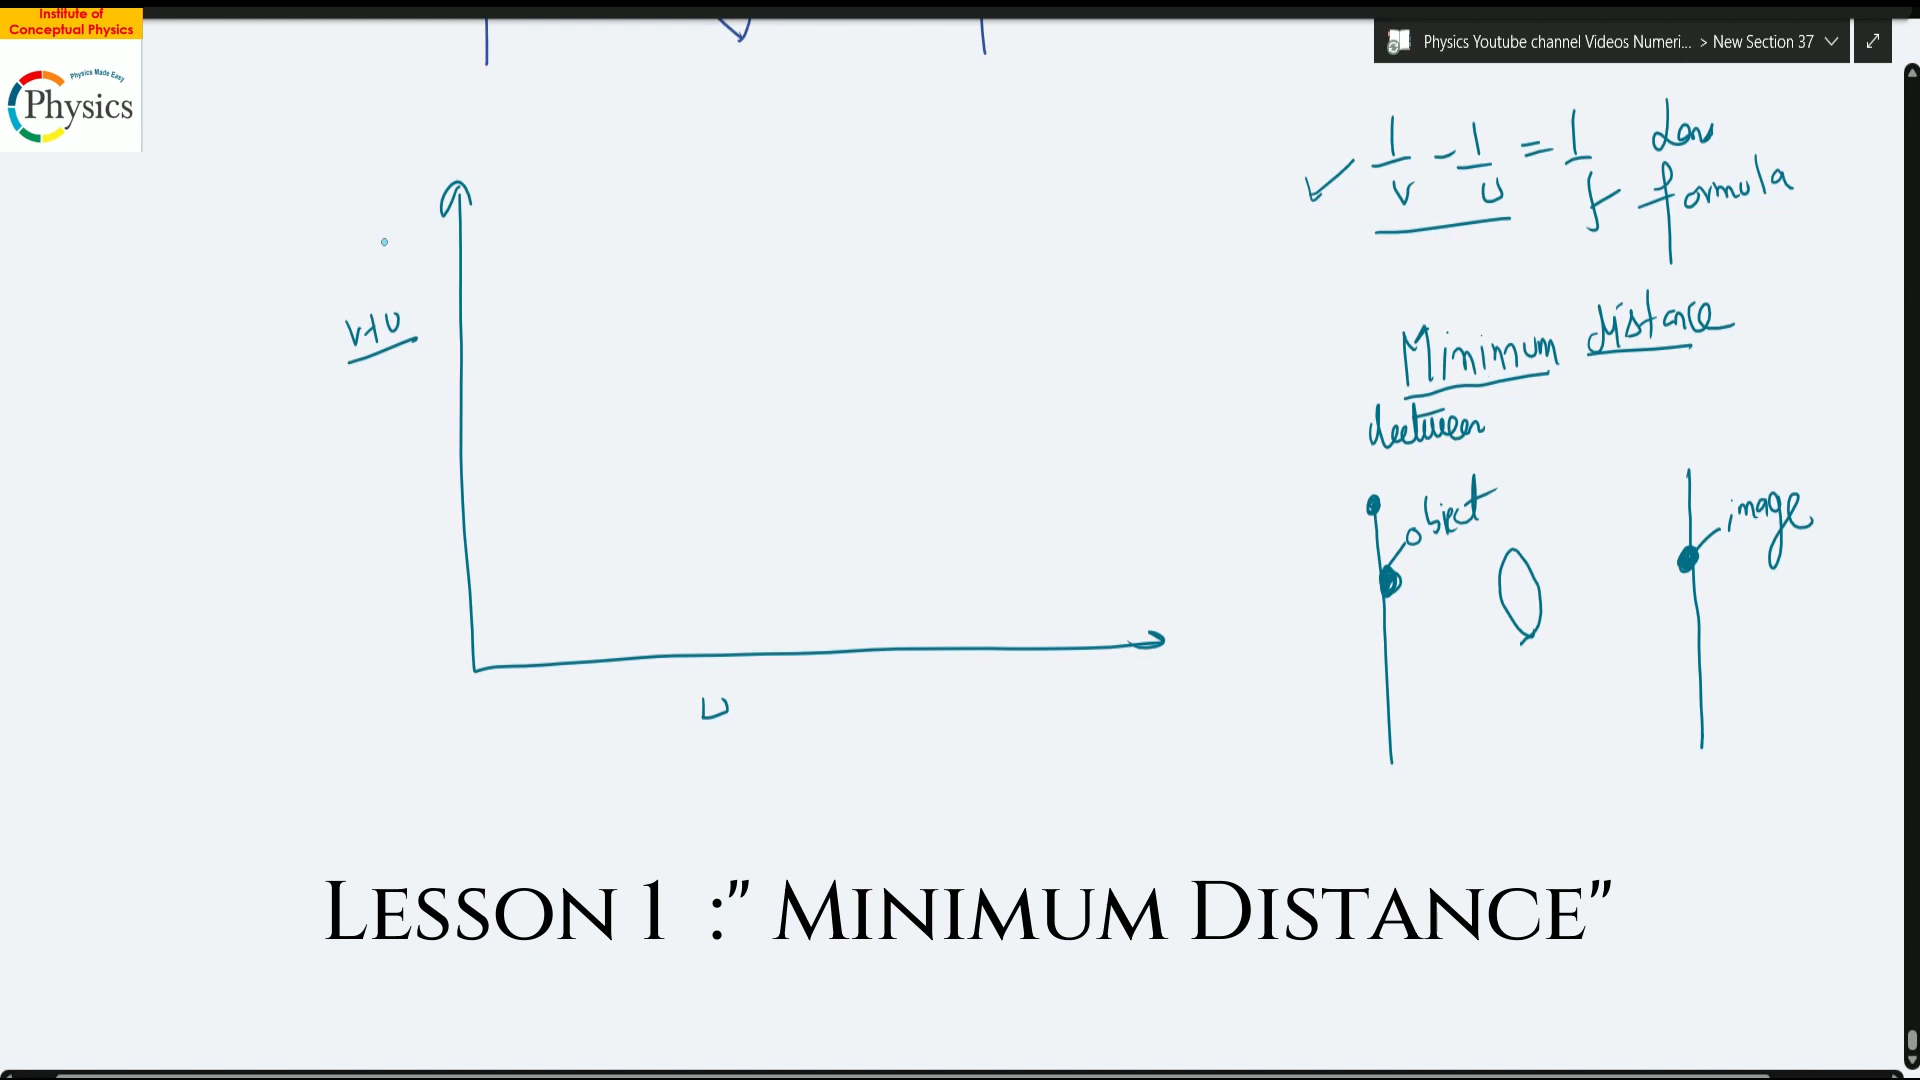 Institute of
Conceptual Physics
Physics Made Easy
Physics
Physics Youtube channel Videos Numeri... > New Section 37
1/v - 1/u = 1/f Len
formula
Minimum distance
between
object
image
v+u
u
Lesson 1 :" Minimum Distance"